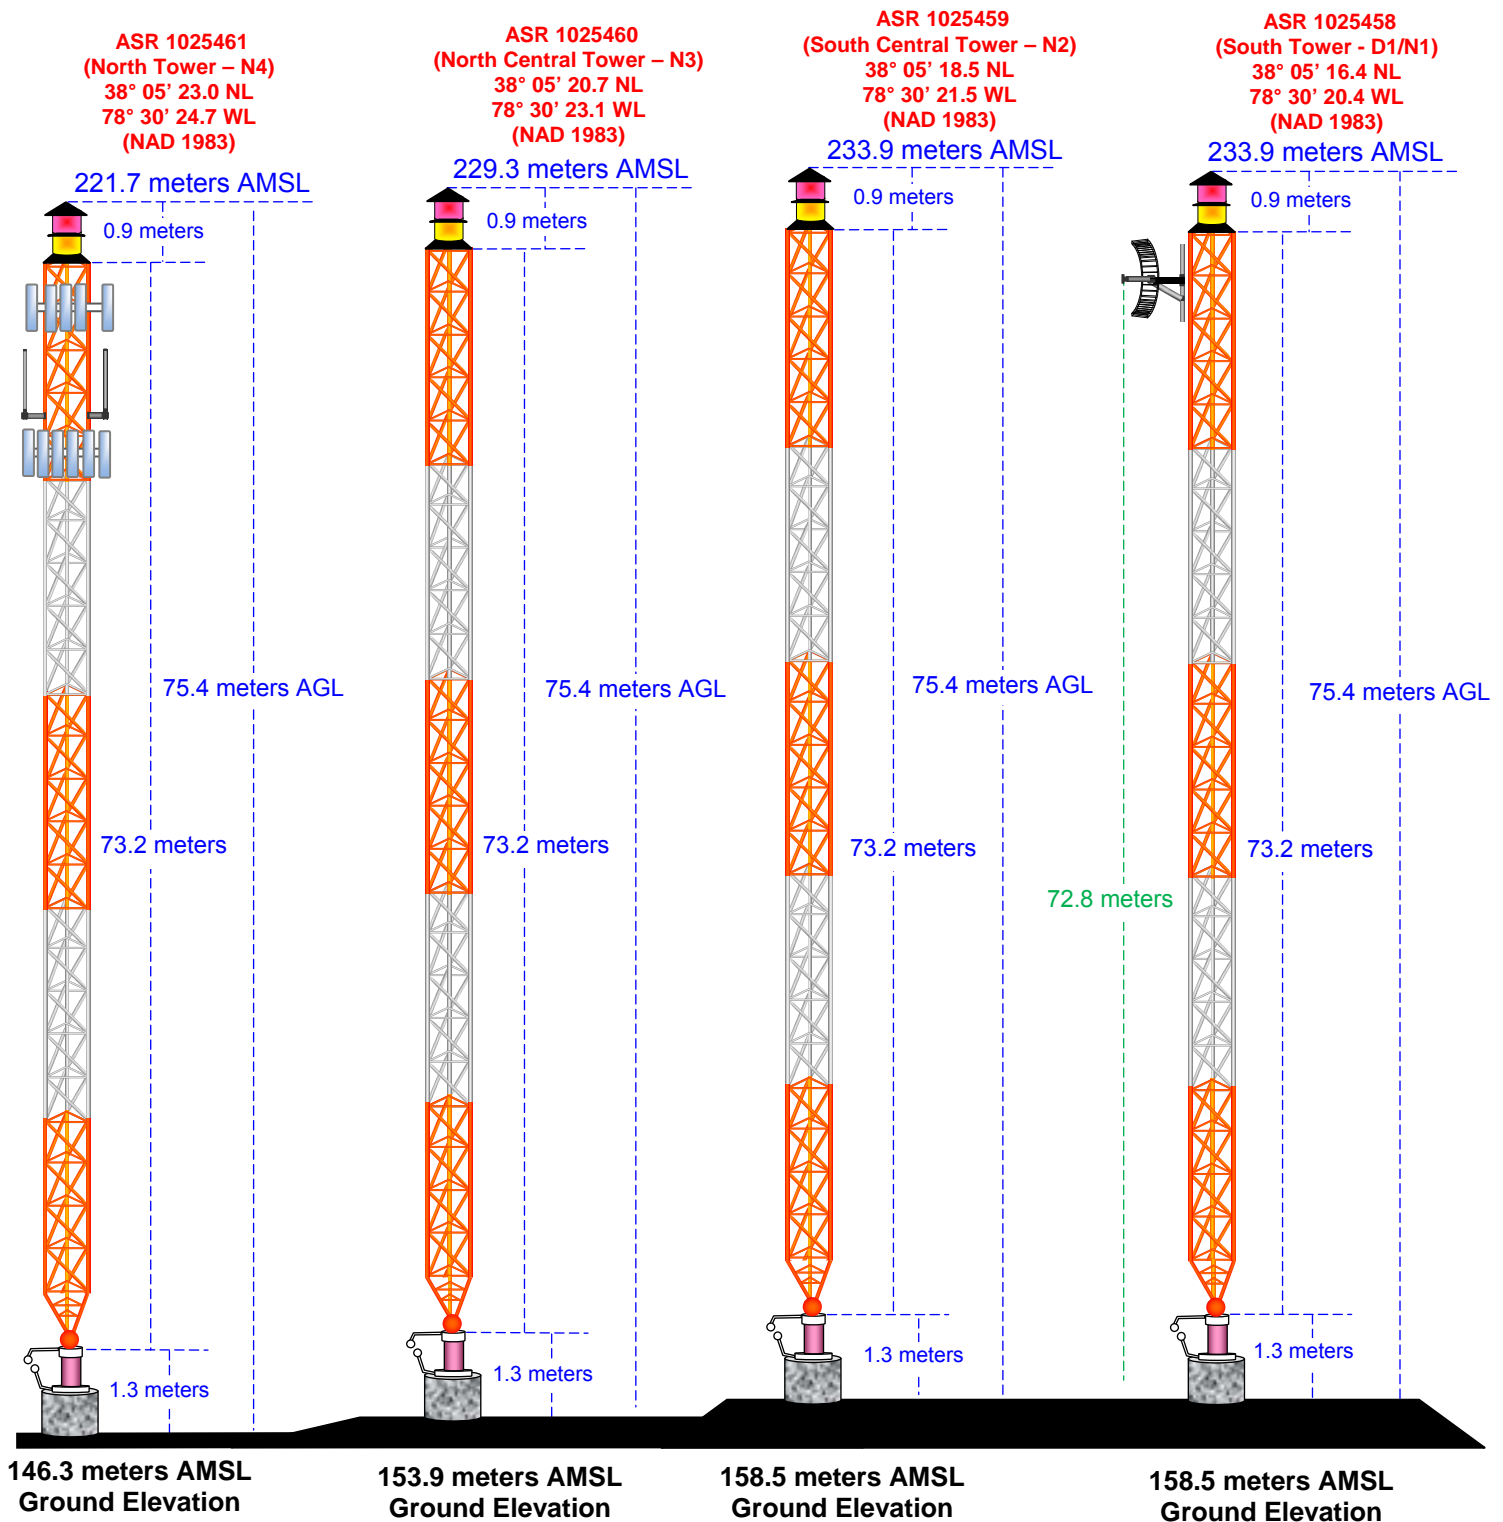 ASR 1025461
(North Tower – N4)
38° 05’ 23.0 NL
78° 30’ 24.7 WL
(NAD 1983)
221.7 meters AMSL
0.9 meters
75.4 meters AGL
73.2 meters
1.3 meters
146.3 meters AMSL
Ground Elevation
ASR 1025460
(North Central Tower – N3)
38° 05’ 20.7 NL
78° 30’ 23.1 WL
(NAD 1983)
229.3 meters AMSL
0.9 meters
75.4 meters AGL
73.2 meters
1.3 meters
153.9 meters AMSL
Ground Elevation
ASR 1025459
(South Central Tower – N2)
38° 05’ 18.5 NL
78° 30’ 21.5 WL
(NAD 1983)
233.9 meters AMSL
0.9 meters
75.4 meters AGL
73.2 meters
1.3 meters
158.5 meters AMSL
Ground Elevation
ASR 1025458
(South Tower - D1/N1)
38° 05’ 16.4 NL
78° 30’ 20.4 WL
(NAD 1983)
233.9 meters AMSL
0.9 meters
75.4 meters AGL
73.2 meters
72.8 meters
1.3 meters
158.5 meters AMSL
Ground Elevation